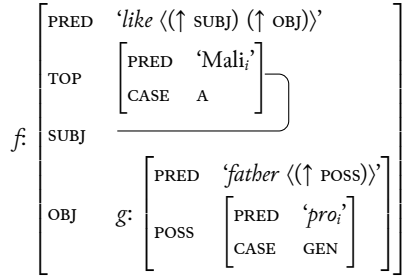 PRED ‘like ⟨(↑ SUBJ) (↑ OBJ)⟩’
TOP
PRED ‘Maliᵢ’
CASE A
f:
SUBJ
OBJ
g:
PRED ‘father ⟨(↑ POSS)⟩’
POSS
PRED ‘proᵢ’
CASE GEN